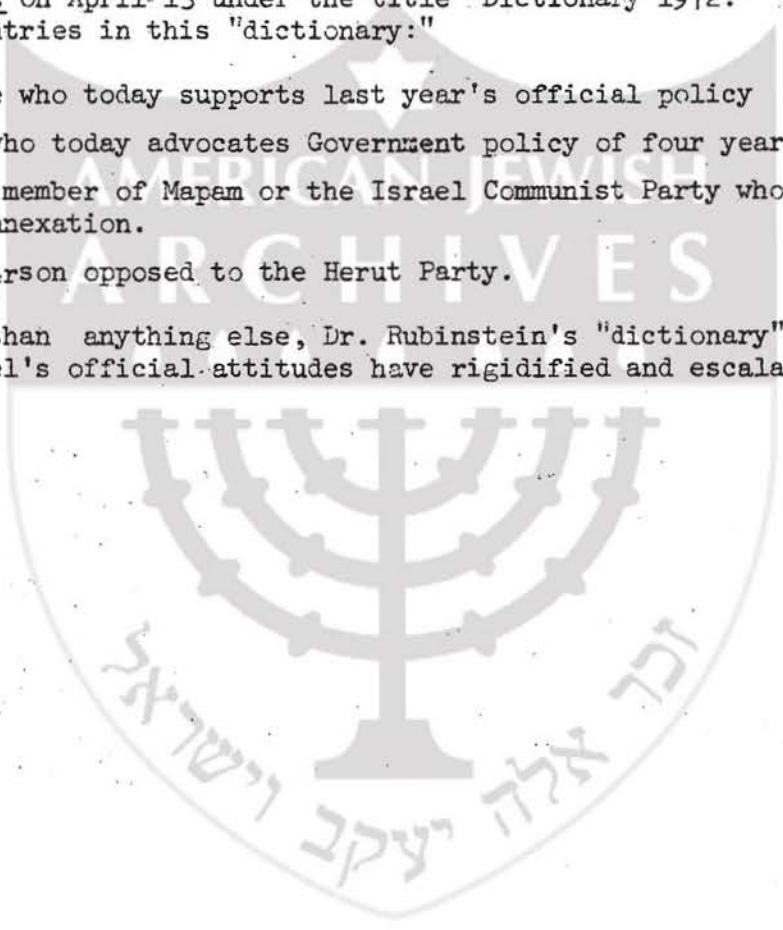 on April 13 under the title "Dictionary 1972."
tries in this "dictionary:"
who today supports last year's official policy
ho today advocates Government policy of four year
member of Mapam or the Israel Communist Party who
nexation.
rson opposed to the Herut Party.
han anything else, Dr. Rubinstein's "dictionary"
l's official attitudes have rigidified and escala
AMERICAN JEWISH
ARCHIVES
זכר אלה יעקב וישראל